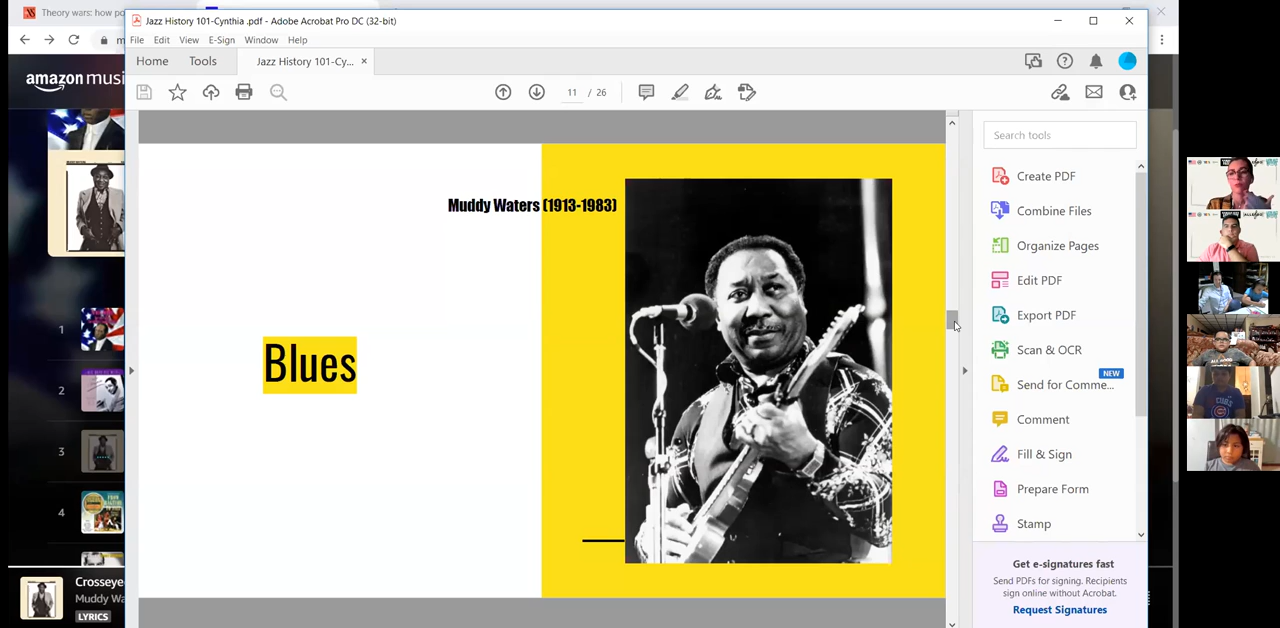 Theory wars: how po
Jazz History 101-Cynthia .pdf - Adobe Acrobat Pro DC (32-bit)
File Edit View E-Sign Window Help
Home Tools Jazz History 101-Cy... ×
11 / 26
amazon musi
Search tools
Create PDF
Combine Files
Organize Pages
Edit PDF
Export PDF
Scan & OCR
NEW
Send for Comme...
Comment
Fill & Sign
Prepare Form
Stamp
Get e-signatures fast
Send PDFs for signing. Recipients
sign online without Acrobat.
Request Signatures
Muddy Waters (1913-1983)
Blues
1
2
3
4
Crosseye
Muddy Wa
LYRICS
CUBS